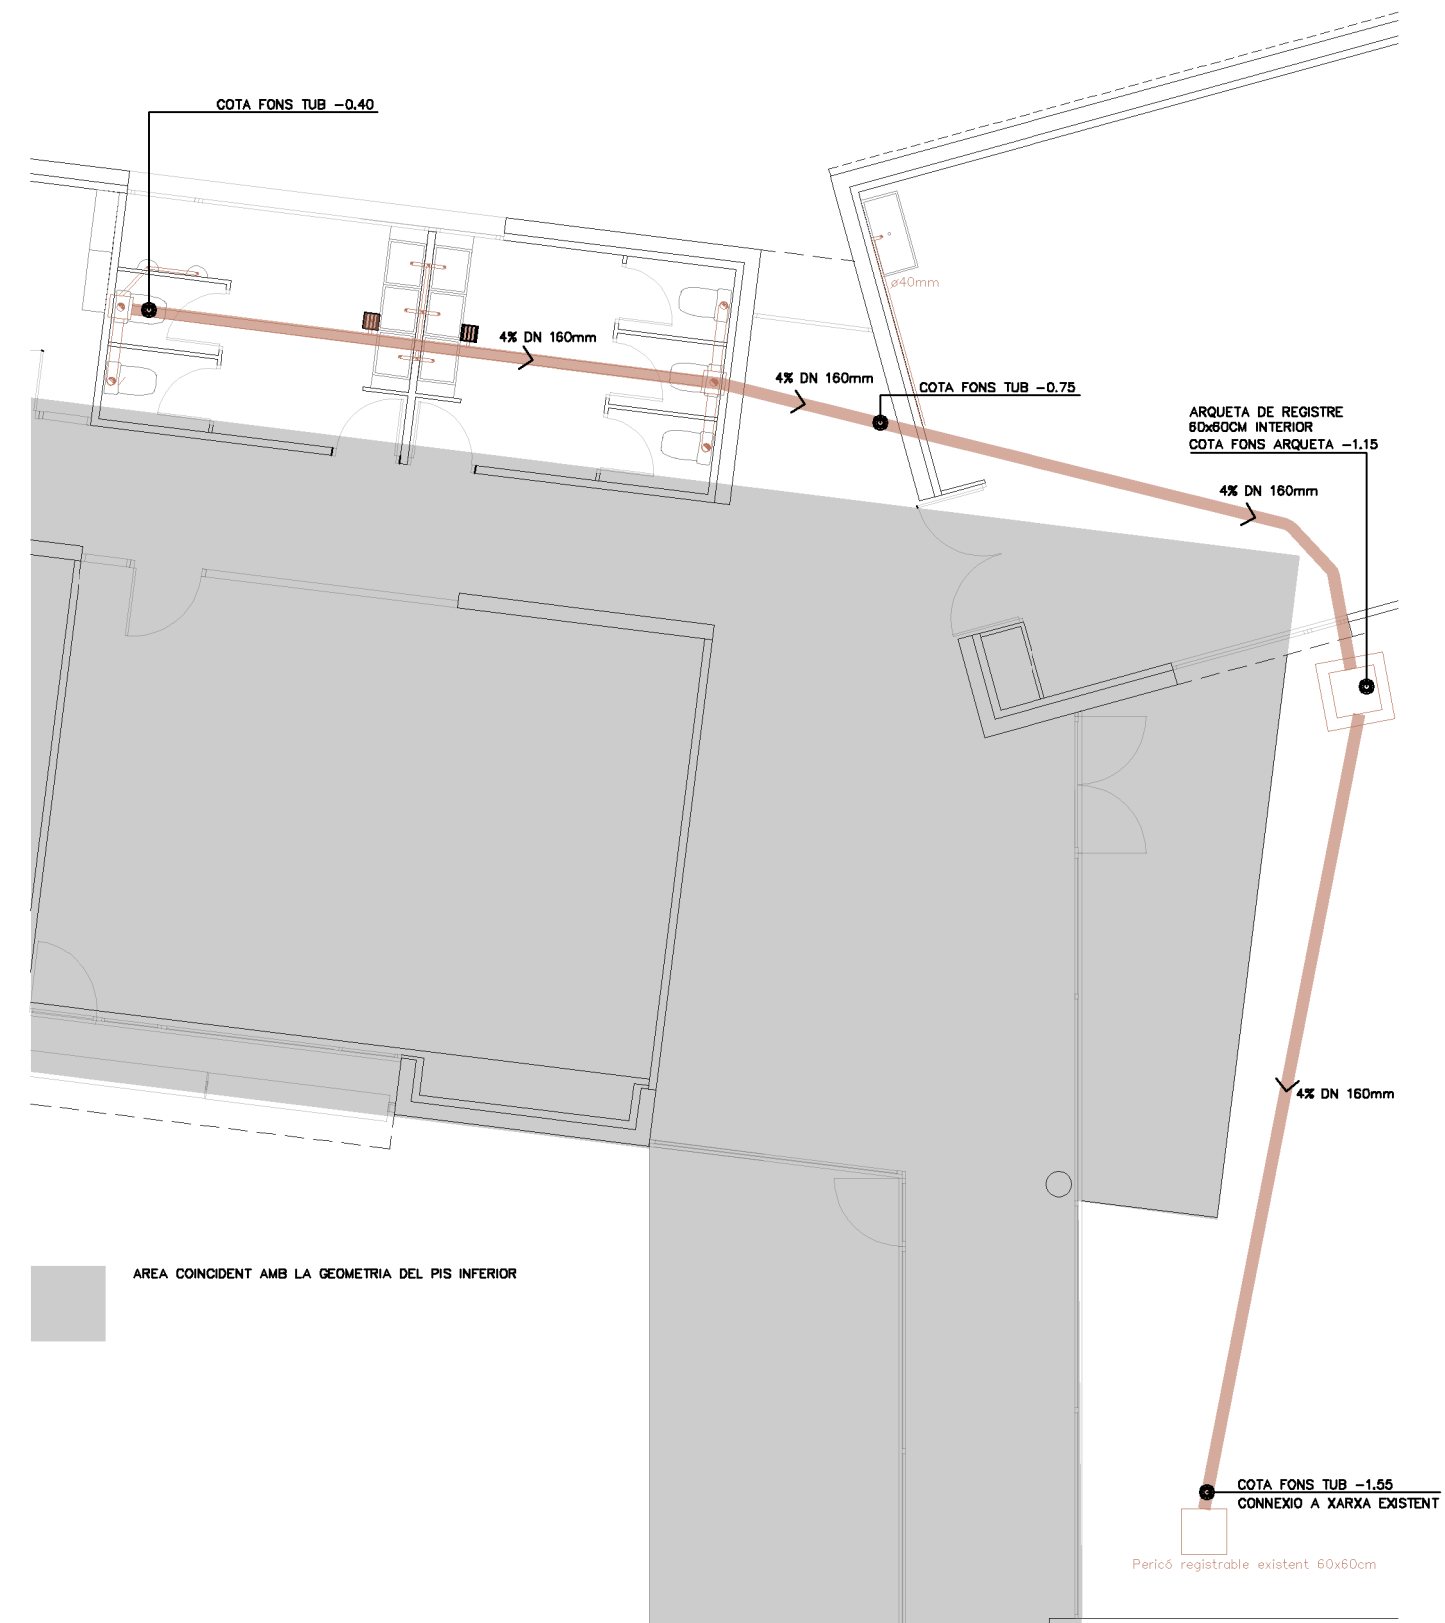 COTA FONS TUB -0.40
4% DN 160mm
4% DN 160mm
ø40mm
COTA FONS TUB -0.75
ARQUETA DE REGISTRE
60x60CM INTERIOR
COTA FONS ARQUETA -1.15
4% DN 160mm
4% DN 160mm
AREA COINCIDENT AMB LA GEOMETRIA DEL PIS INFERIOR
COTA FONS TUB -1.55
CONNEXIO A XARXA EXISTENT
Pericó registrable existent 60x60cm